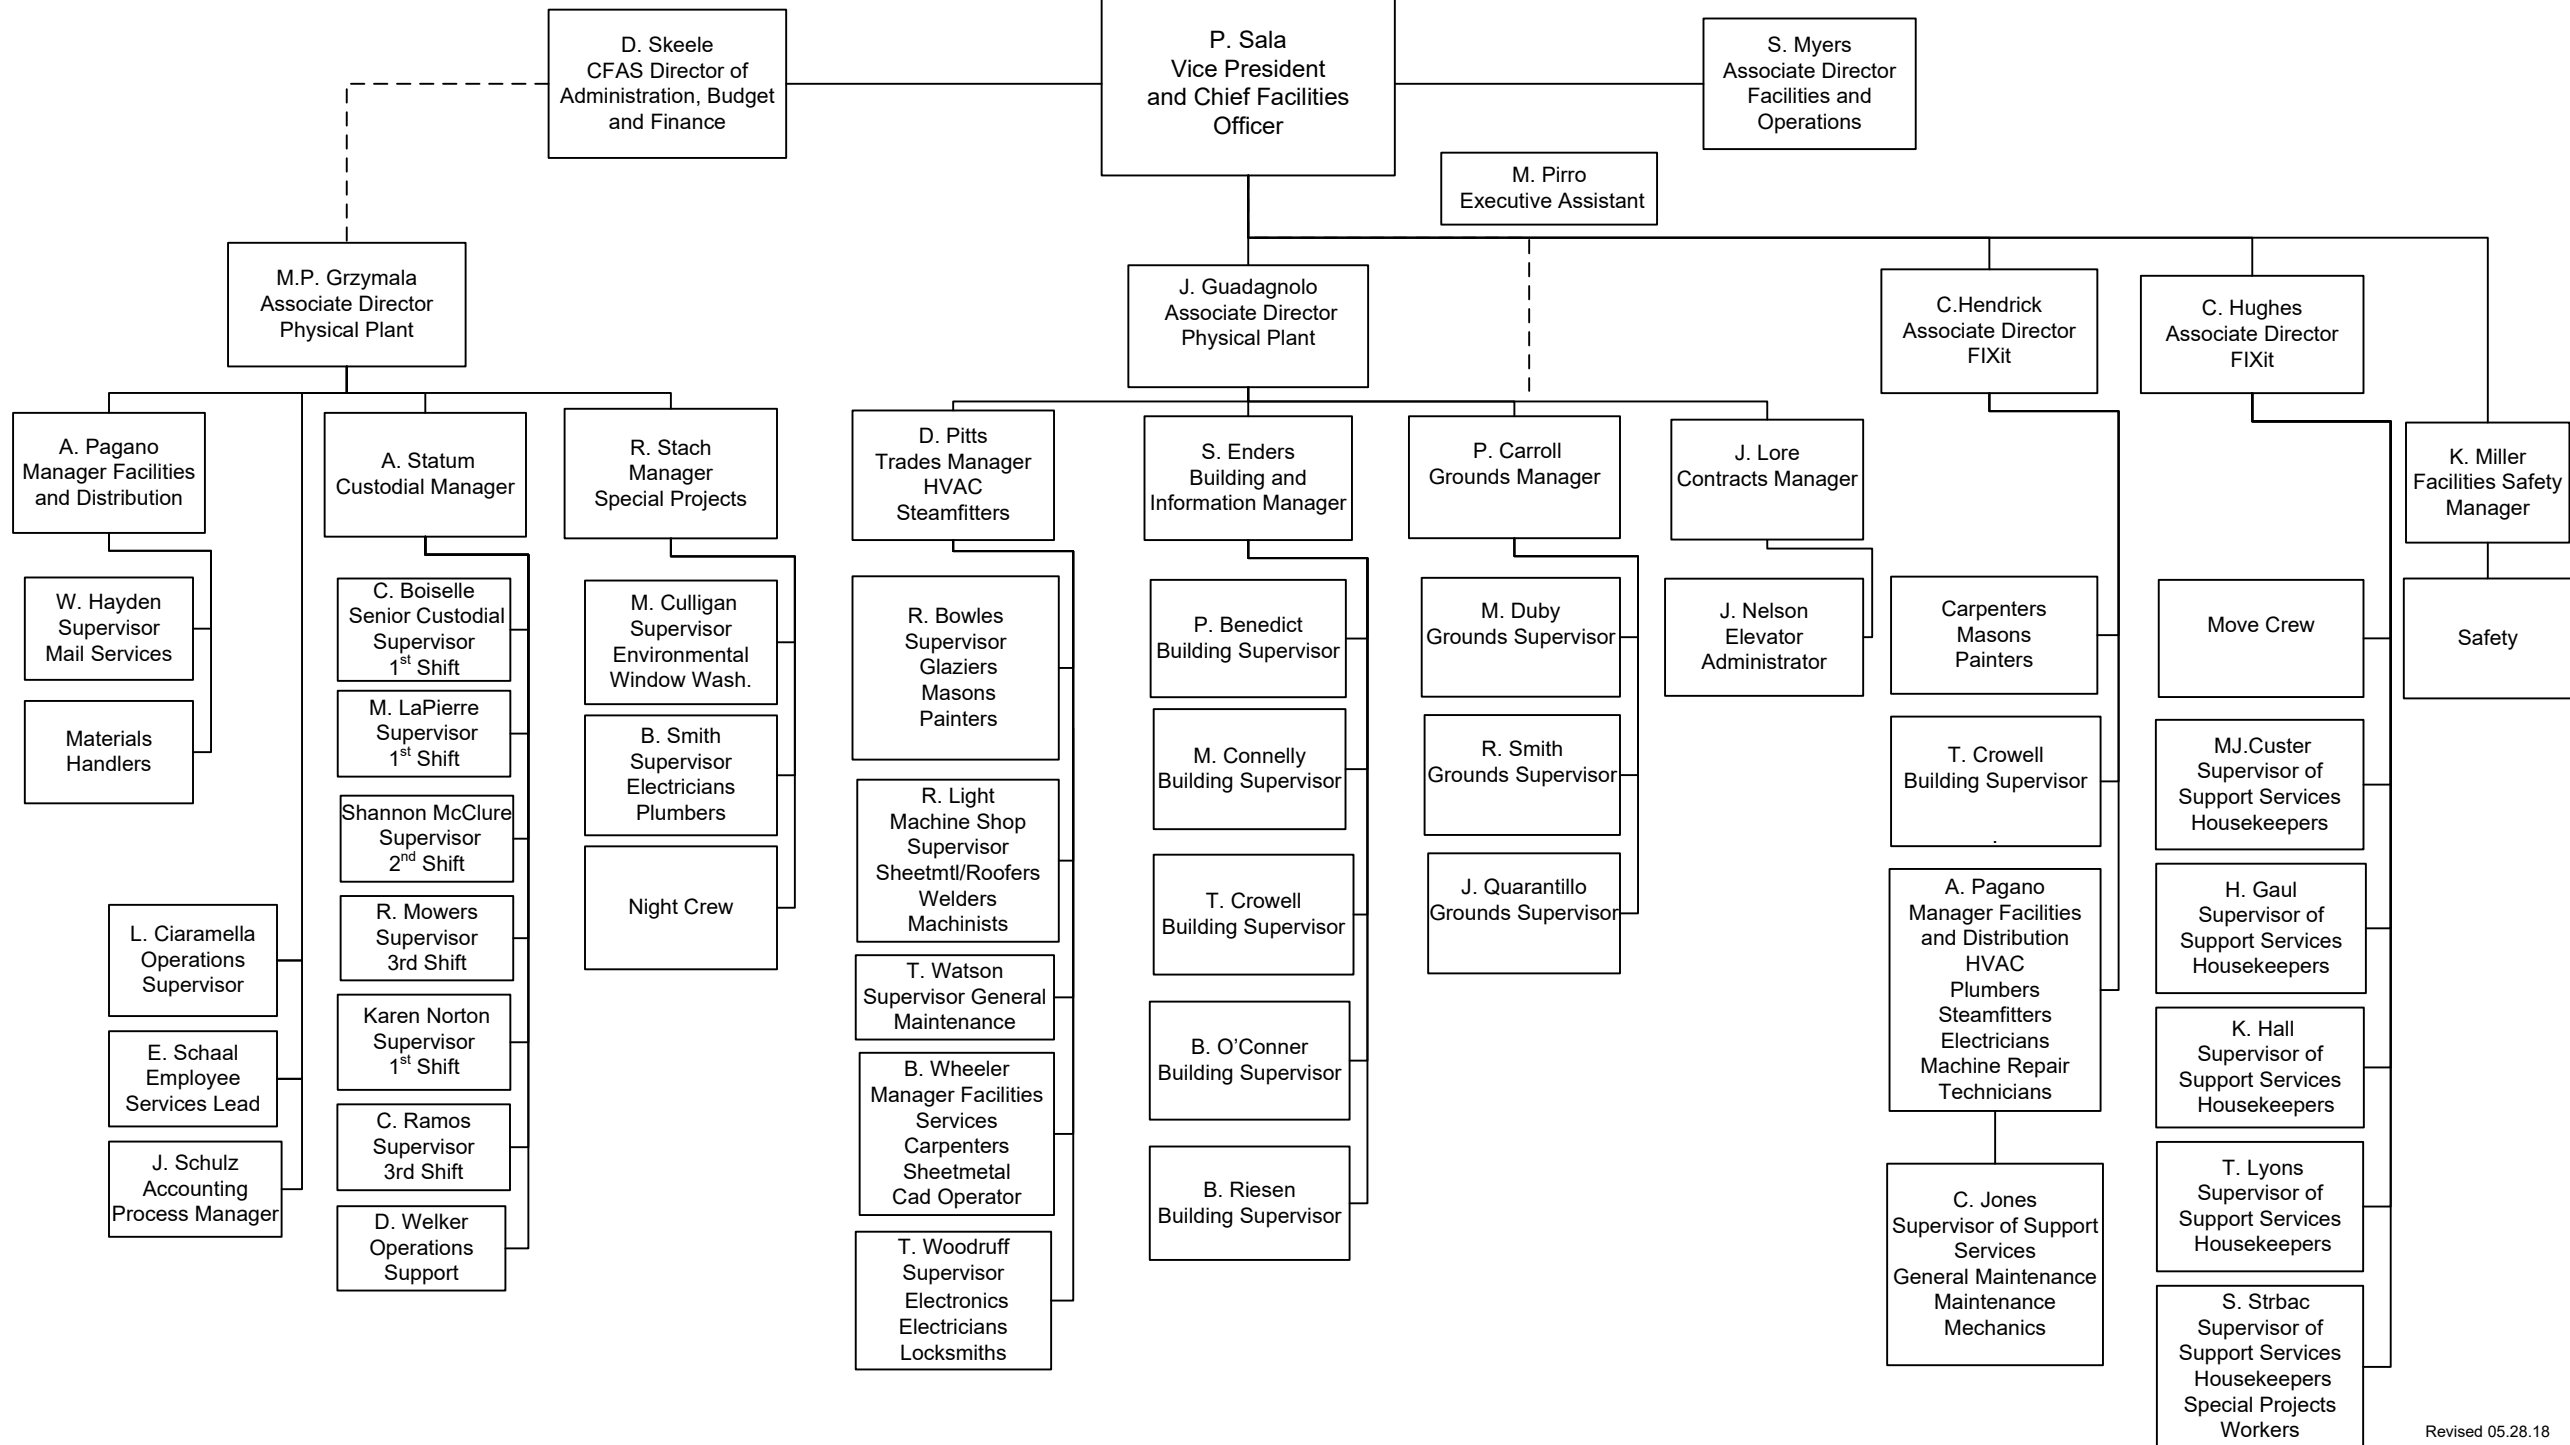 D. Skeele
CFAS Director of
Administration, Budget
and Finance
P. Sala
Vice President
and Chief Facilities
Officer
S. Myers
Associate Director
Facilities and
Operations
M. Pirro
Executive Assistant
M.P. Grzymala
Associate Director
Physical Plant
J. Guadagnolo
Associate Director
Physical Plant
C.Hendrick
Associate Director
FIXit
C. Hughes
Associate Director
FIXit
A. Pagano
Manager Facilities
and Distribution
W. Hayden
Supervisor
Mail Services
Materials
Handlers
L. Ciaramella
Operations
Supervisor
E. Schaal
Employee
Services Lead
J. Schulz
Accounting
Process Manager
A. Statum
Custodial Manager
C. Boiselle
Senior Custodial
Supervisor
1st Shift
M. LaPierre
Supervisor
1st Shift
Shannon McClure
Supervisor
2nd Shift
R. Mowers
Supervisor
3rd Shift
Karen Norton
Supervisor
1st Shift
C. Ramos
Supervisor
3rd Shift
D. Welker
Operations
Support
R. Stach
Manager
Special Projects
M. Culligan
Supervisor
Environmental
Window Wash.
B. Smith
Supervisor
Electricians
Plumbers
Night Crew
D. Pitts
Trades Manager
HVAC
Steamfitters
R. Bowles
Supervisor
Glaziers
Masons
Painters
R. Light
Machine Shop
Supervisor
Sheetmtl/Roofers
Welders
Machinists
T. Watson
Supervisor General
Maintenance
B. Wheeler
Manager Facilities
Services
Carpenters
Sheetmetal
Cad Operator
T. Woodruff
Supervisor
Electronics
Electricians
Locksmiths
S. Enders
Building and
Information Manager
P. Benedict
Building Supervisor
M. Connelly
Building Supervisor
T. Crowell
Building Supervisor
B. O’Conner
Building Supervisor
B. Riesen
Building Supervisor
P. Carroll
Grounds Manager
M. Duby
Grounds Supervisor
R. Smith
Grounds Supervisor
J. Quarantillo
Grounds Supervisor
J. Lore
Contracts Manager
J. Nelson
Elevator
Administrator
Carpenters
Masons
Painters
T. Crowell
Building Supervisor
.
A. Pagano
Manager Facilities
and Distribution
HVAC
Plumbers
Steamfitters
Electricians
Machine Repair
Technicians
C. Jones
Supervisor of Support
Services
General Maintenance
Maintenance
Mechanics
Move Crew
MJ.Custer
Supervisor of
Support Services
Housekeepers
H. Gaul
Supervisor of
Support Services
Housekeepers
K. Hall
Supervisor of
Support Services
Housekeepers
T. Lyons
Supervisor of
Support Services
Housekeepers
S. Strbac
Supervisor of
Support Services
Housekeepers
Special Projects
Workers
K. Miller
Facilities Safety
Manager
Safety
Revised 05.28.18